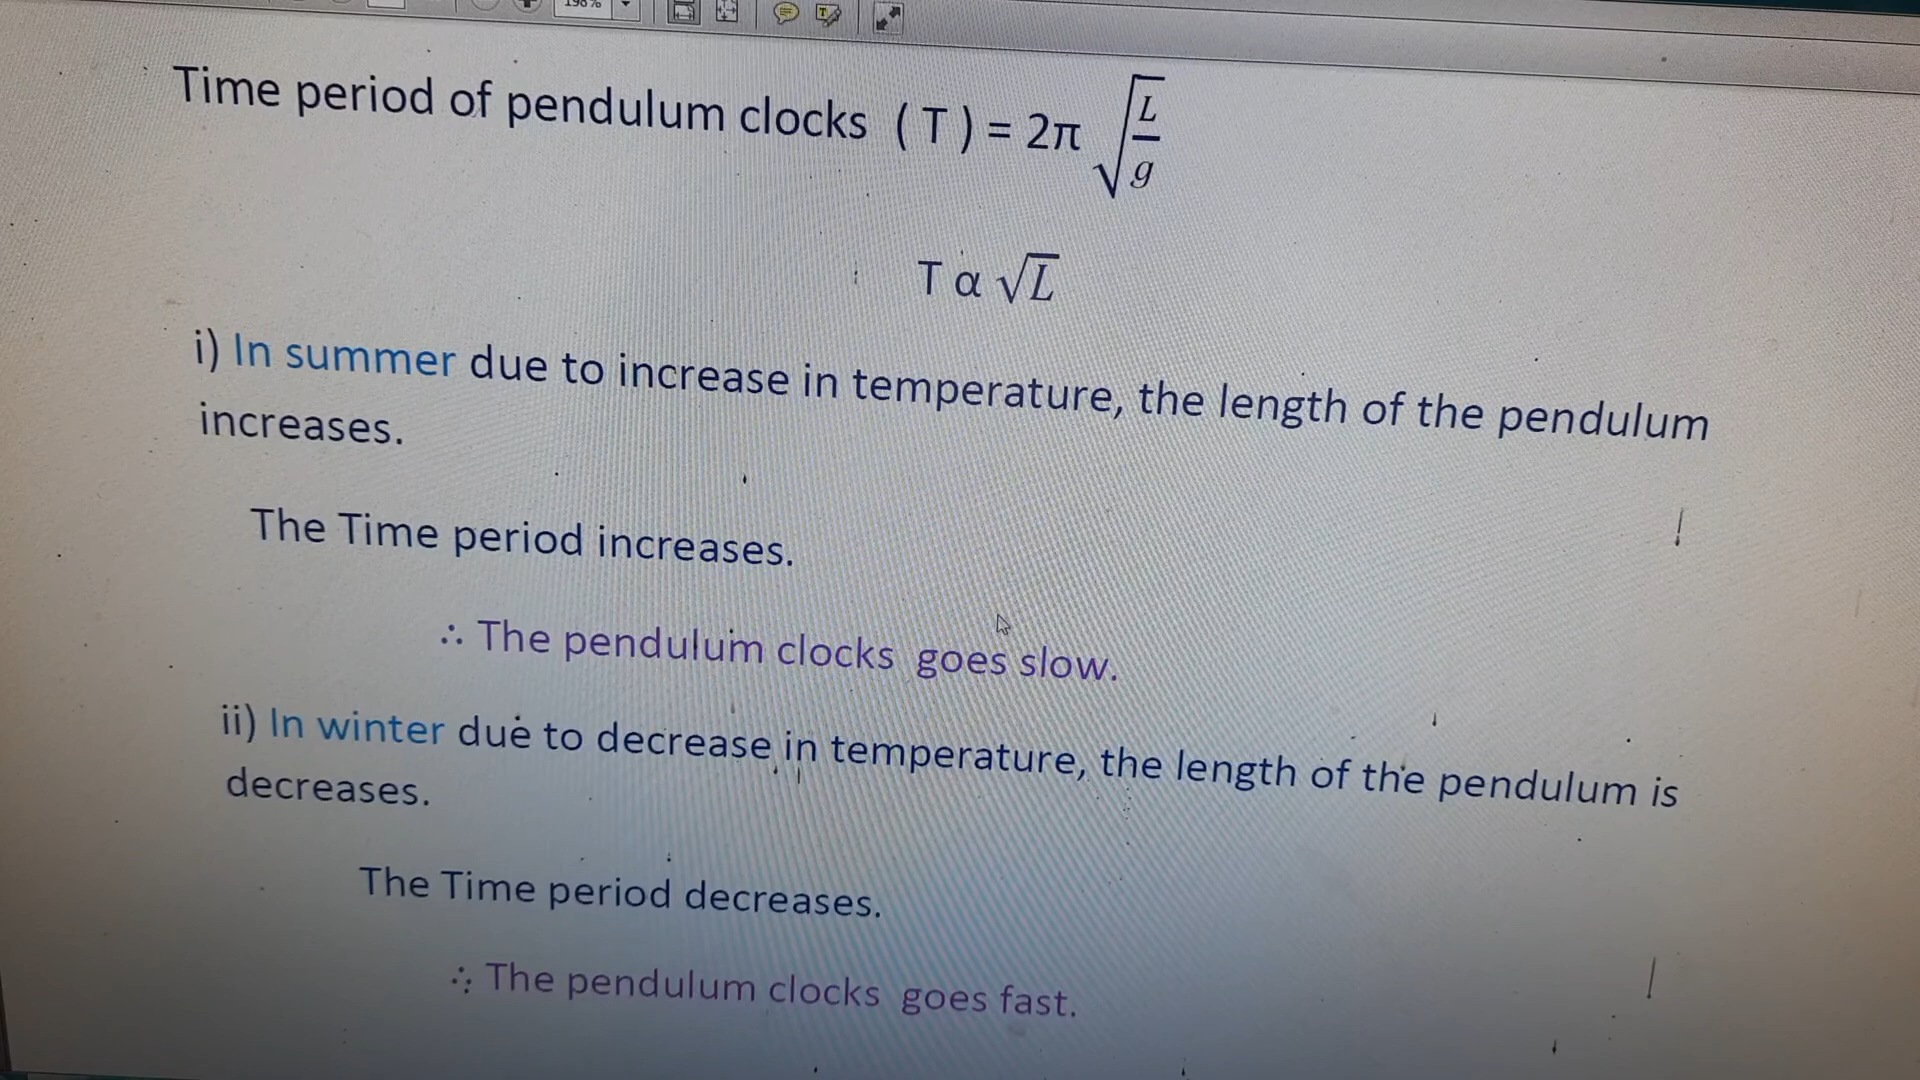 198%
Time period of pendulum clocks ( T ) = 2π √(L/g)
T α √L
i) In summer due to increase in temperature, the length of the pendulum
increases.
The Time period increases.
∴ The pendulum clocks goes slow.
ii) In winter due to decrease in temperature, the length of the pendulum is
decreases.
The Time period decreases.
∴ The pendulum clocks goes fast.